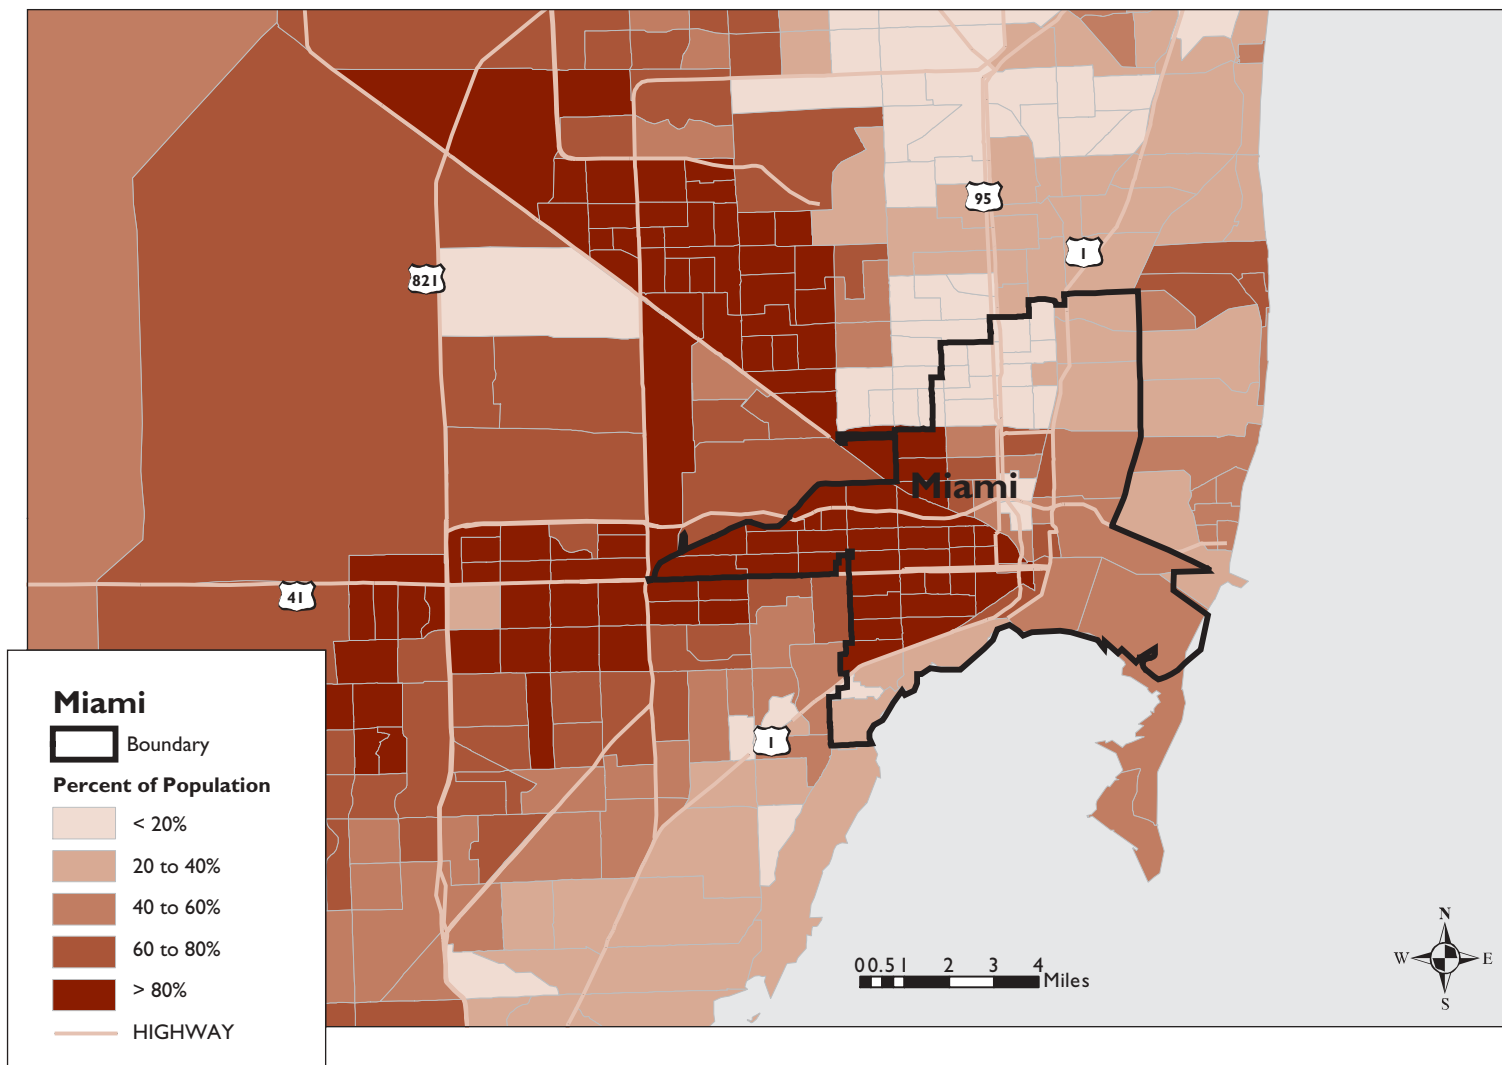 95
1
821
Miami
41
1
Miami
Boundary
Percent of Population
< 20%
20 to 40%
40 to 60%
60 to 80%
> 80%
HIGHWAY
0 0.5 1 2 3 4
Miles
N
W E
S